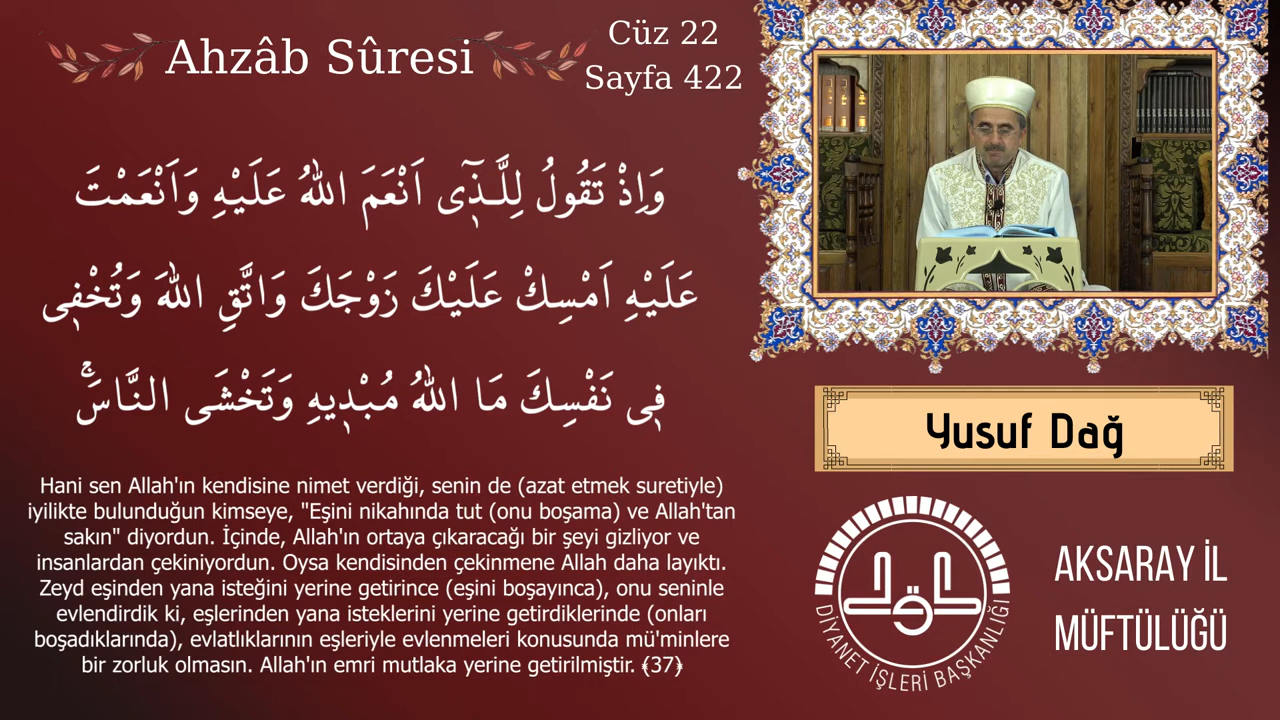 Ahzâb Sûresi
Cüz 22
Sayfa 422
وَاِذْ تَقُولُ لِلَّـذٖٓى اَنْعَمَ اللّٰهُ عَلَيْهِ وَاَنْعَمْتَ
عَلَيْهِ اَمْسِكْ عَلَيْكَ زَوْجَكَ وَاتَّقِ اللّٰهَ وَتُخْفٖى
فٖى نَفْسِكَ مَا اللّٰهُ مُبْدٖيهِ وَتَخْشَى النَّاسَۚ
Hani sen Allah'ın kendisine nimet verdiği, senin de (azat etmek suretiyle)
iyilikte bulunduğun kimseye, "Eşini nikahında tut (onu boşama) ve Allah'tan
sakın" diyordun. İçinde, Allah'ın ortaya çıkaracağı bir şeyi gizliyor ve
insanlardan çekiniyordun. Oysa kendisinden çekinmene Allah daha layıktı.
Zeyd eşinden yana isteğini yerine getirince (eşini boşayınca), onu seninle
evlendirdik ki, eşlerinden yana isteklerini yerine getirdiklerinde (onları
boşadıklarında), evlatlıklarının eşleriyle evlenmeleri konusunda mü'minlere
bir zorluk olmasın. Allah'ın emri mutlaka yerine getirilmiştir. ﴾37﴿
Yusuf Dağ
DİYANET İŞLERİ BAŞKANLIĞI
AKSARAY İL
MÜFTÜLÜĞÜ